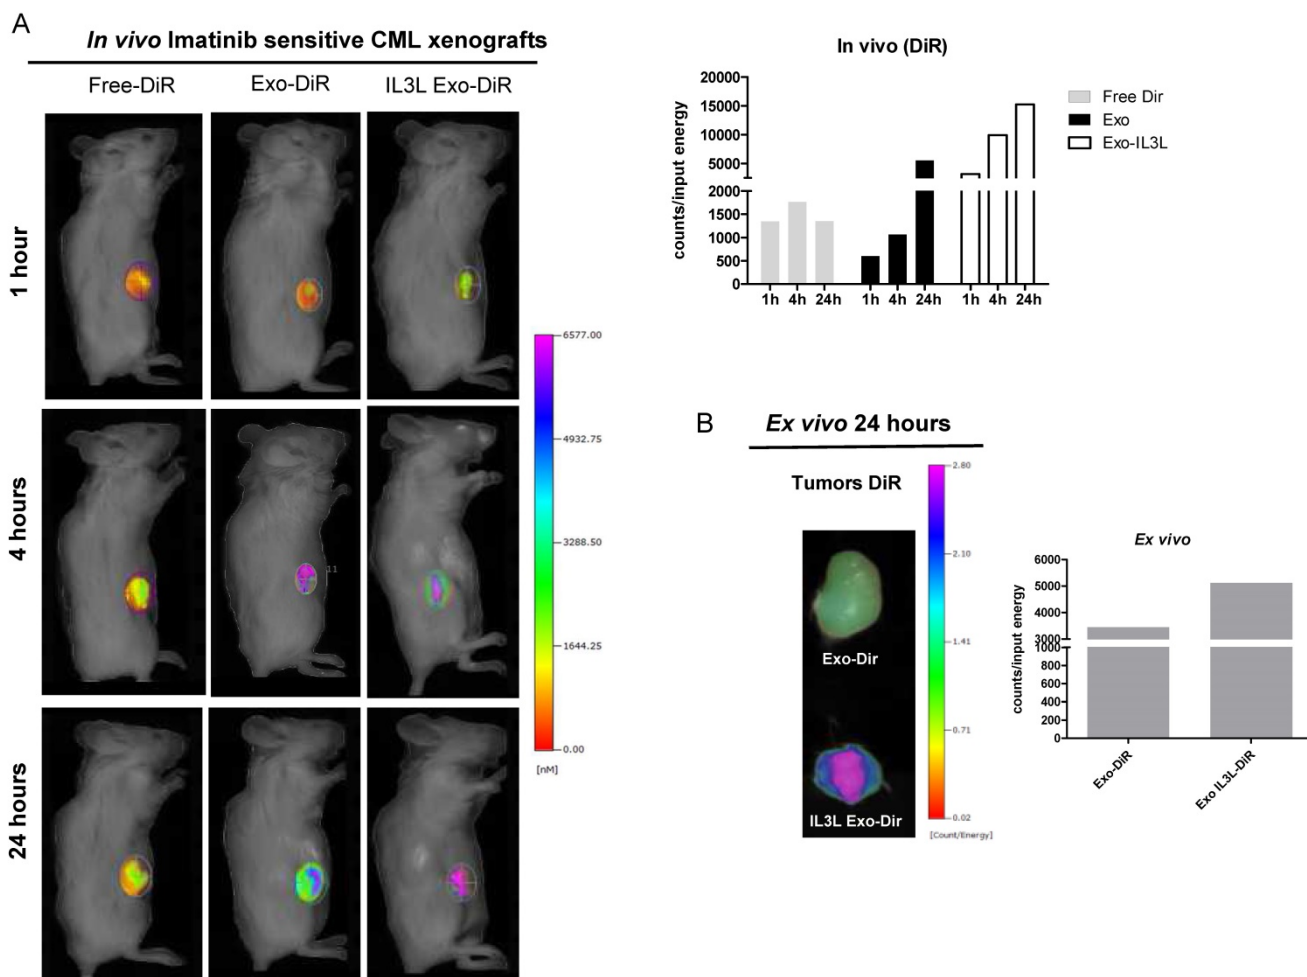 A
In vivo Imatinib sensitive CML xenografts
Free-DiR
Exo-DiR
IL3L Exo-DiR
1 hour
4 hours
24 hours
11
6577.00
4932.75
3288.50
1644.25
0.00
[nM]
In vivo (DiR)
counts/input energy
20000
15000
10000
5000
2000
1500
1000
500
0
1h 4h 24h 1h 4h 24h 1h 4h 24h
Free Dir
Exo
Exo-IL3L
B
Ex vivo 24 hours
Tumors DiR
Exo-Dir
IL3L Exo-Dir
2.80
2.10
1.41
0.71
0.02
[Count/Energy]
Ex vivo
counts/input energy
6000
5000
4000
3000
1000
800
600
400
200
0
Exo-DiR
Exo IL3L-DiR